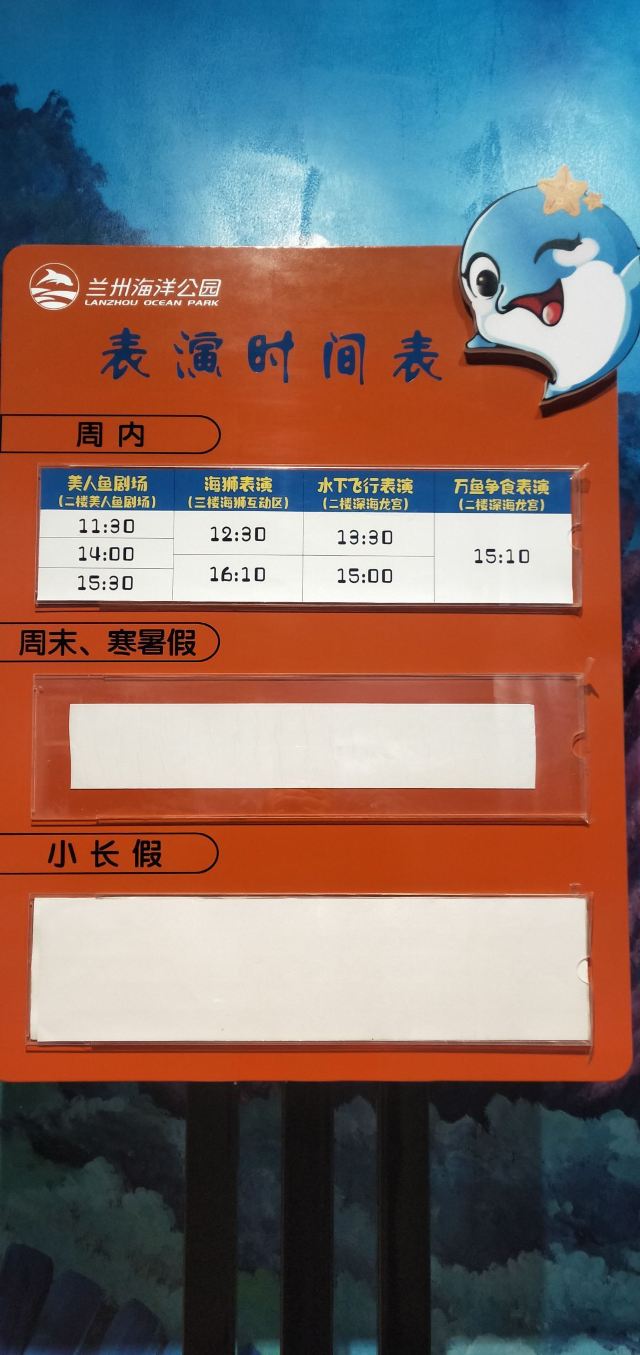 兰州海洋公园
LANZHOU OCEAN PARK
表演时间表
周内
美人鱼剧场 海狮表演 水下飞行表演 万鱼争食表演
(二楼美人鱼剧场) (三楼海狮互动区) (二楼深海龙宫) (二楼深海龙宫)
11:30 12:30 13:30 15:10
14:00 16:10 15:00
15:30
周末、寒暑假
小长假